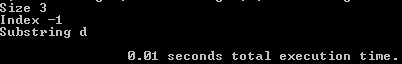 Size 3
Index -1
Substring d
0.01 seconds total execution time.